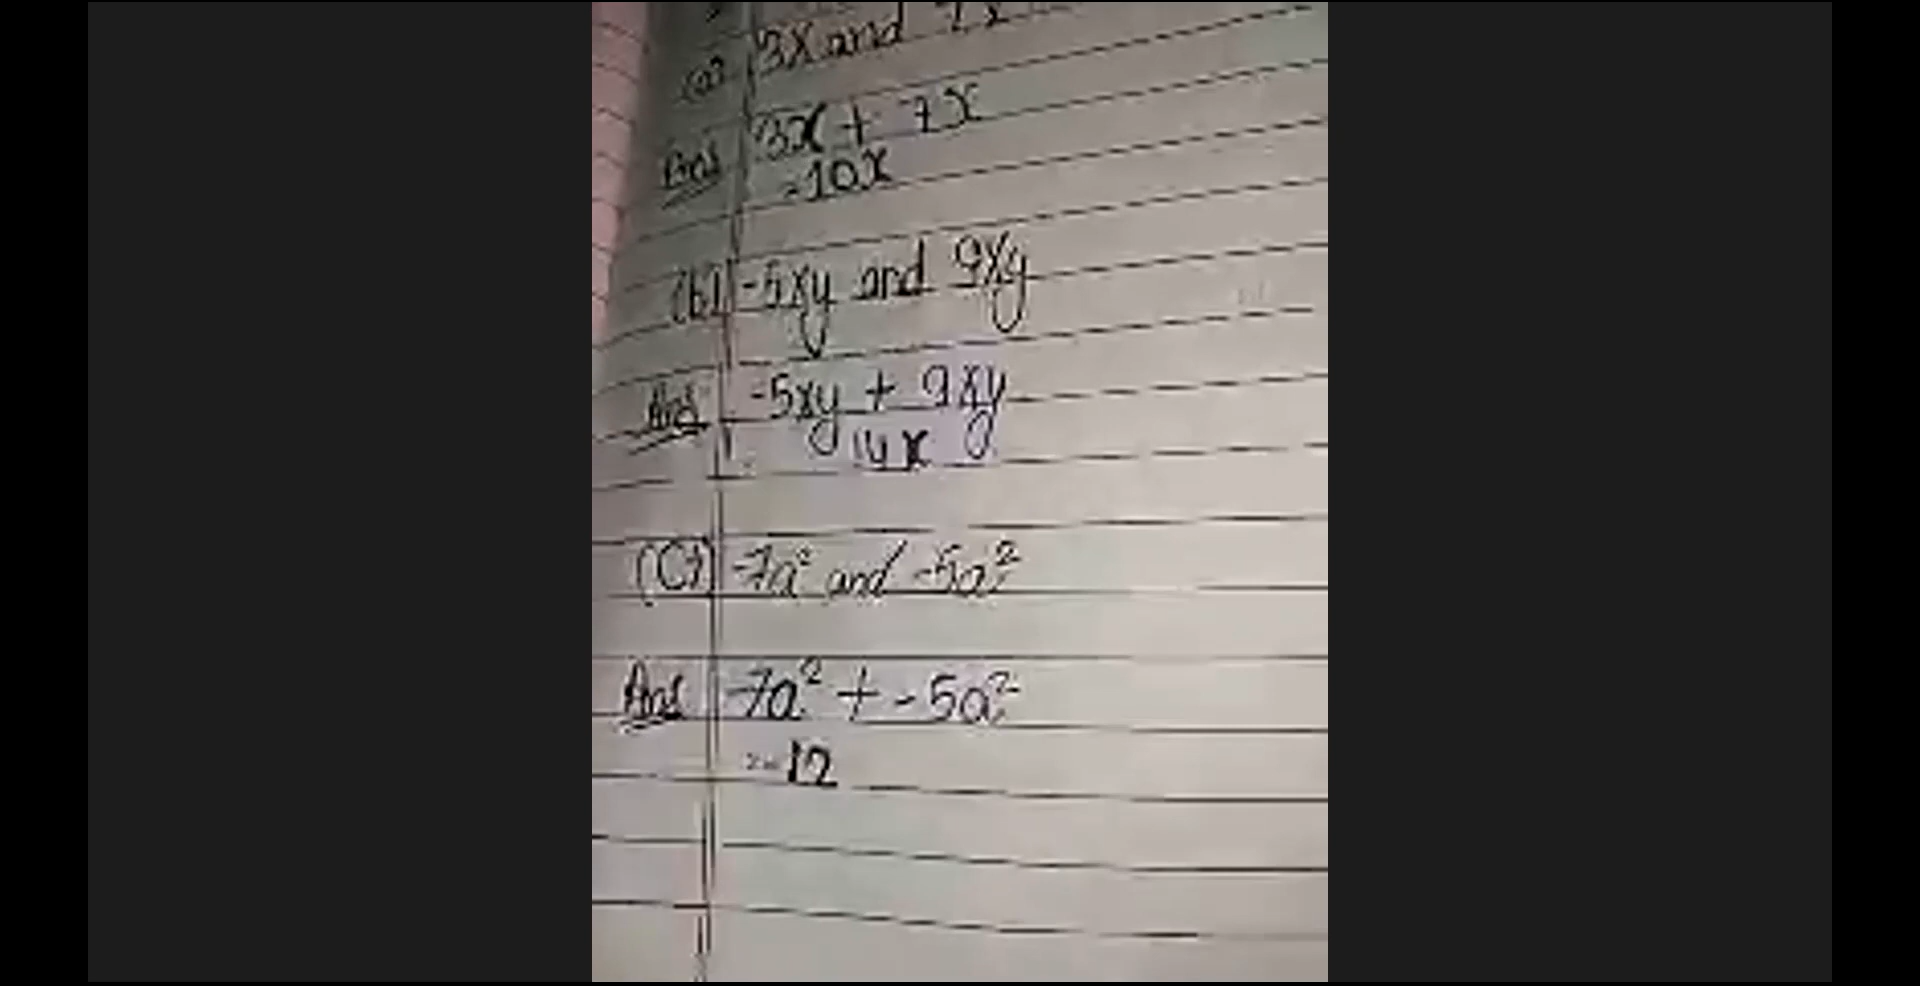 (a) 3x and 7x
Ans 3x + 7x
= 10x
(b) -5xy and 9xy
Ans -5xy + 9xy
14x
(C) -7a² and -5a²
Ans -7a² + -5a²
= -12